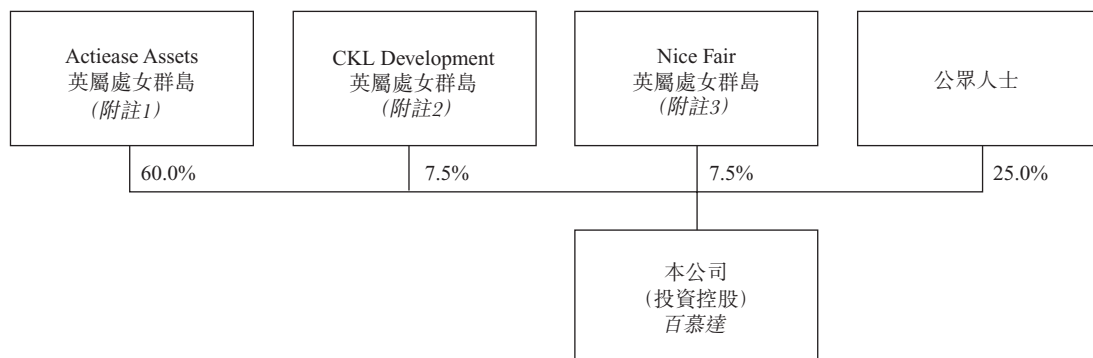 Actiease Assets
英屬處女群島
(附註1)
CKL Development
英屬處女群島
(附註2)
Nice Fair
英屬處女群島
(附註3)
公眾人士
60.0%
7.5%
7.5%
25.0%
本公司
(投資控股)
百慕達